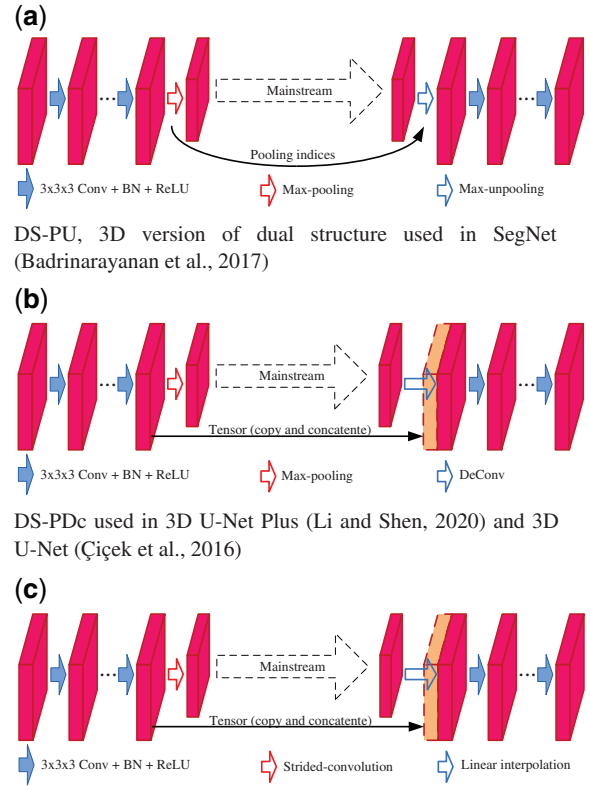 (a)
...
...
Mainstream
Pooling indices
3x3x3 Conv + BN + ReLU
Max-pooling
Max-unpooling
DS-PU, 3D version of dual structure used in SegNet
(Badrinarayanan et al., 2017)
(b)
...
...
Mainstream
Tensor (copy and concatente)
3x3x3 Conv + BN + ReLU
Max-pooling
DeConv
DS-PDc used in 3D U-Net Plus (Li and Shen, 2020) and 3D
U-Net (Çiçek et al., 2016)
(c)
...
...
Mainstream
Tensor (copy and concatente)
3x3x3 Conv + BN + ReLU
Strided-convolution
Linear interpolation